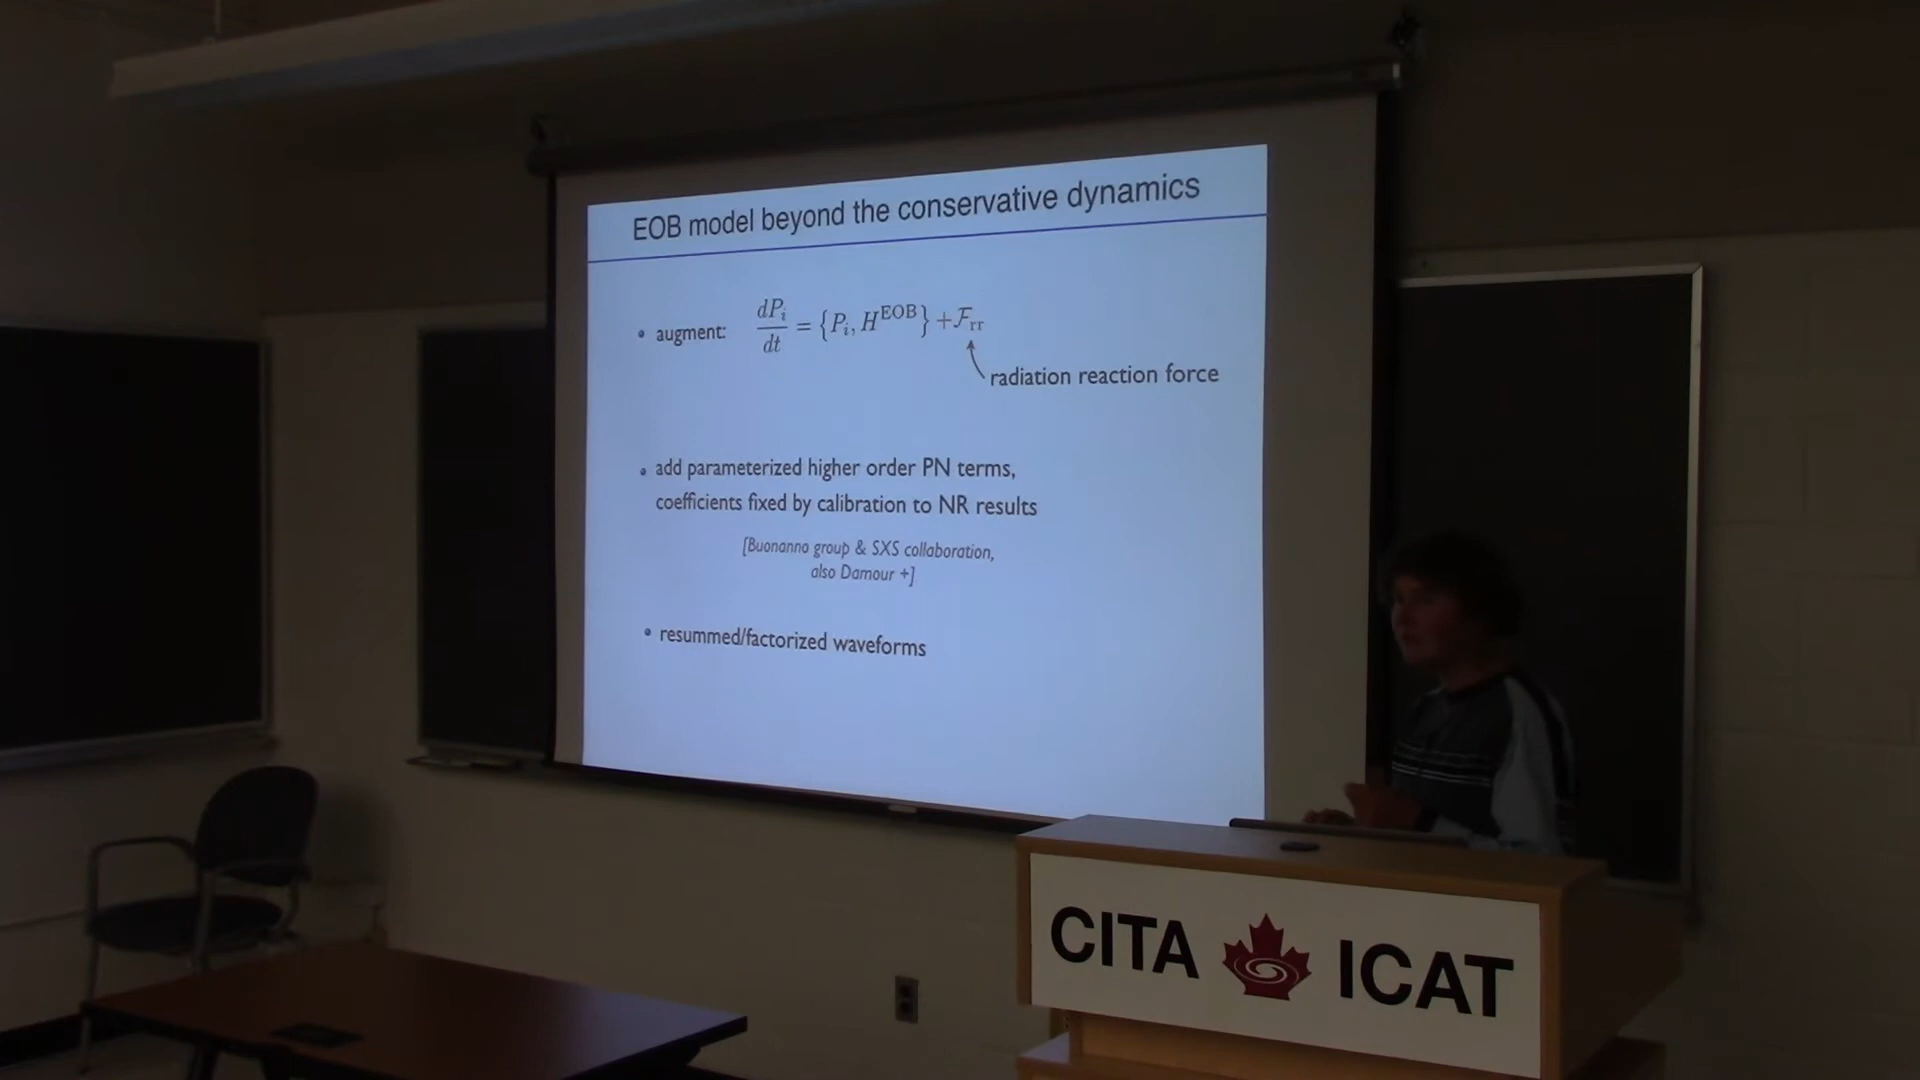 EOB model beyond the conservative dynamics
• augment: dP_i/dt = {P_i, H^EOB} + 𝓕_rr
radiation reaction force
• add parameterized higher order PN terms,
coefficients fixed by calibration to NR results
[Buonanno group & SXS collaboration,
also Damour +]
• resummed/factorized waveforms
CITA ICAT